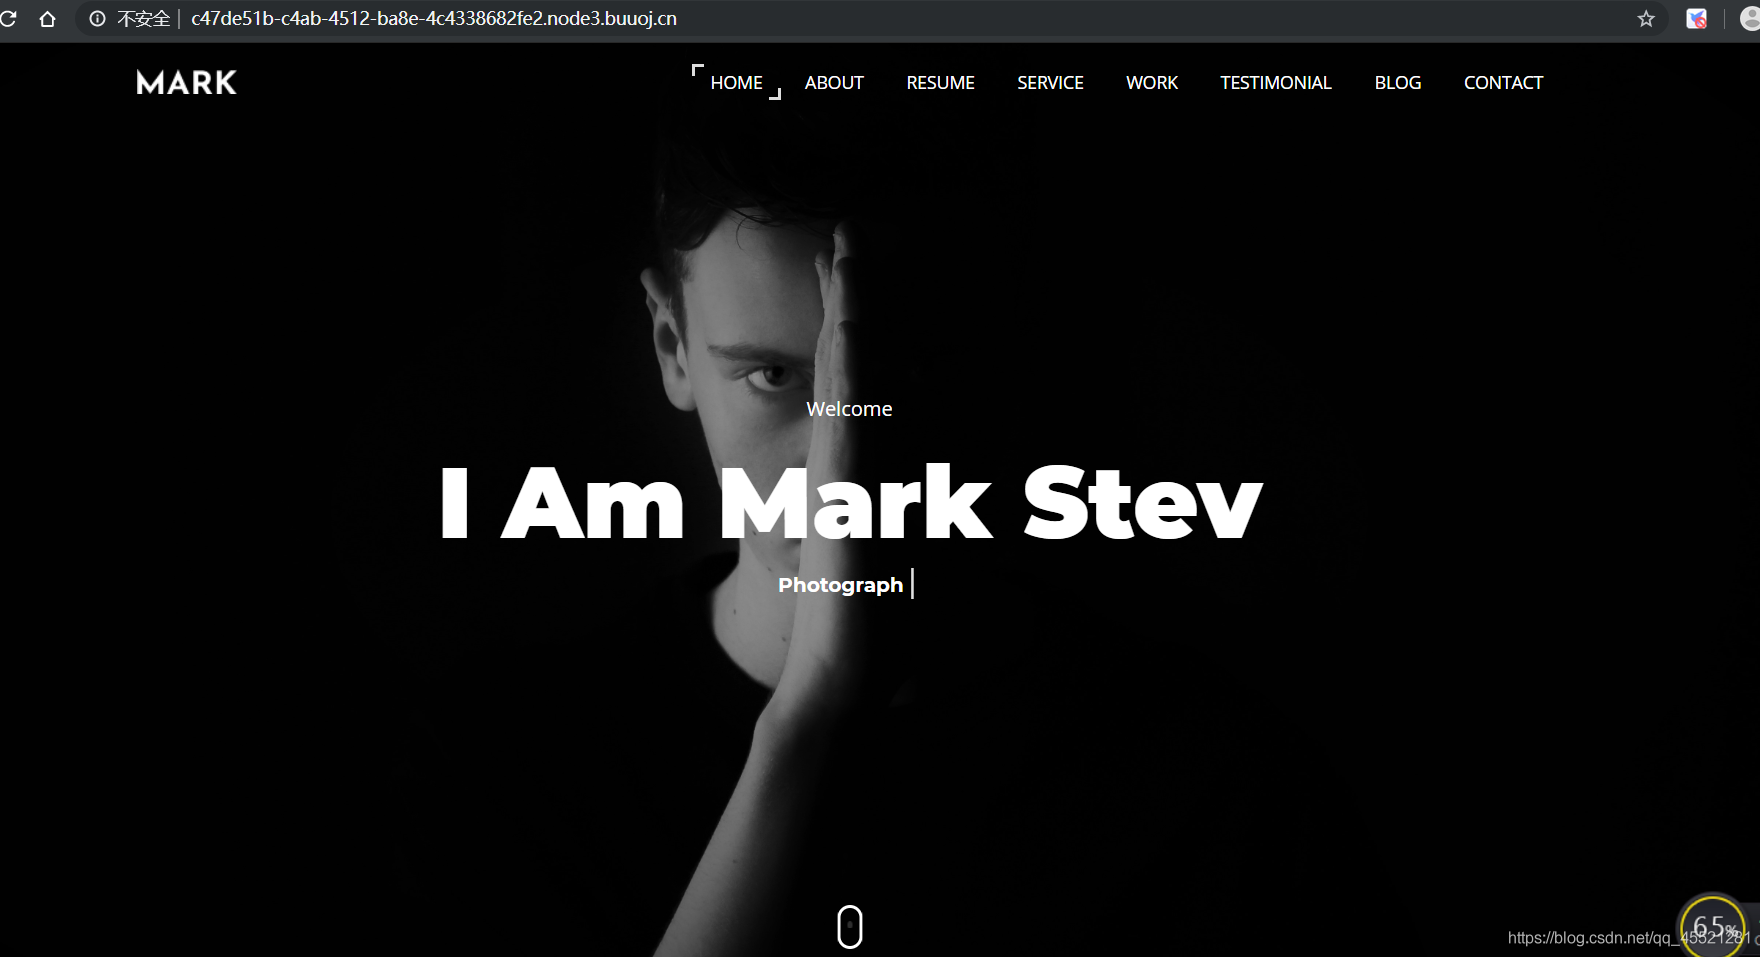 不安全 c47de51b-c4ab-4512-ba8e-4c4338682fe2.node3.buuoj.cn
MARK HOME ABOUT RESUME SERVICE WORK TESTIMONIAL BLOG CONTACT
Welcome
I Am Mark Stev
Photograph
65%
https://blog.csdn.net/qq_45521281